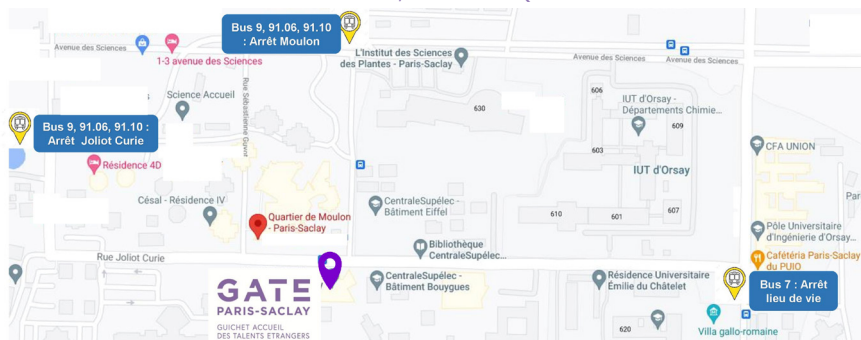 Bus 9, 91.06, 91.10
: Arrêt Moulon
Avenue des Sciences
1-3 avenue des Sciences
L'Institut des Sciences
des Plantes - Paris-Saclay
Avenue des Sciences
Avenue des Sciences
Science Accueil
Rue Sébastienne Guyot
630
606
IUT d'Orsay -
Départements Chimie...
609
Bus 9, 91.06, 91.10 :
Arrêt Joliot Curie
603
CFA UNION
Résidence 4D
IUT d'Orsay
Césal - Résidence IV
CentraleSupélec -
Bâtiment Eiffel
Par
Quartier de Moulon
- Paris-Saclay
610
601
607
Pôle Universitaire
d'Ingénierie d'Orsay...
Rue Joliot Curie
Bibliothèque
CentraleSupélec...
Cafétéria Paris-Saclay
du PUIO
GATE
PARIS-SACLAY
GUICHET ACCUEIL
DES TALENTS ETRANGERS
CentraleSupélec -
Bâtiment Bouygues
Résidence Universitaire
Émilie du Châtelet
Bus 7 : Arrêt
lieu de vie
620
Villa gallo-romaine